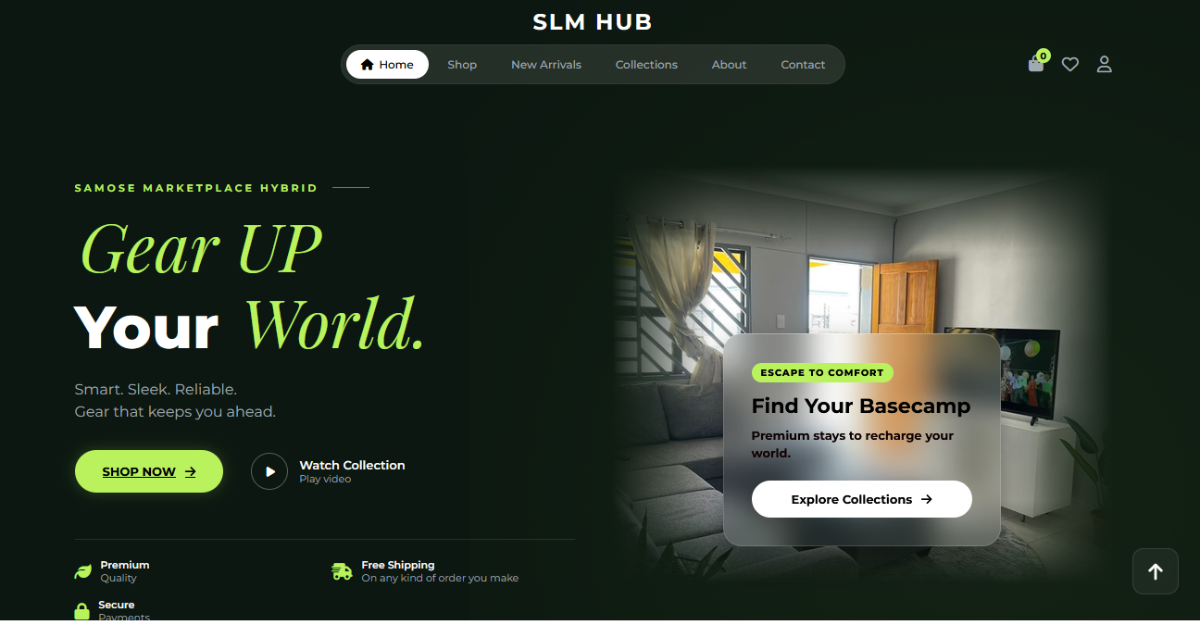 SLM HUB
Home
Shop
New Arrivals
Collections
About
Contact
0
SAMOSE MARKETPLACE HYBRID
Gear UP
Your World.
Smart. Sleek. Reliable.
Gear that keeps you ahead.
SHOP NOW
Watch Collection
Play video
ESCAPE TO COMFORT
Find Your Basecamp
Premium stays to recharge your
world.
Explore Collections
Premium
Quality
Free Shipping
On any kind of order you make
Secure
Payments